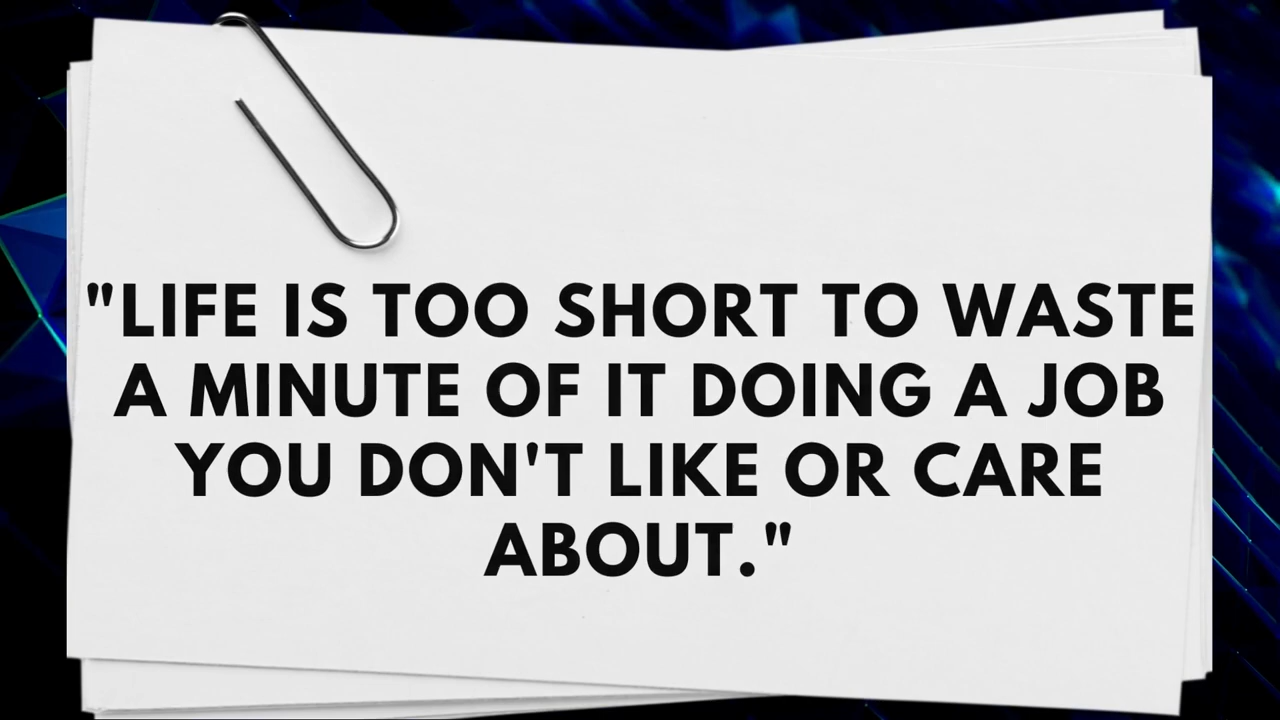 "LIFE IS TOO SHORT TO WASTE
A MINUTE OF IT DOING A JOB
YOU DON'T LIKE OR CARE
ABOUT."